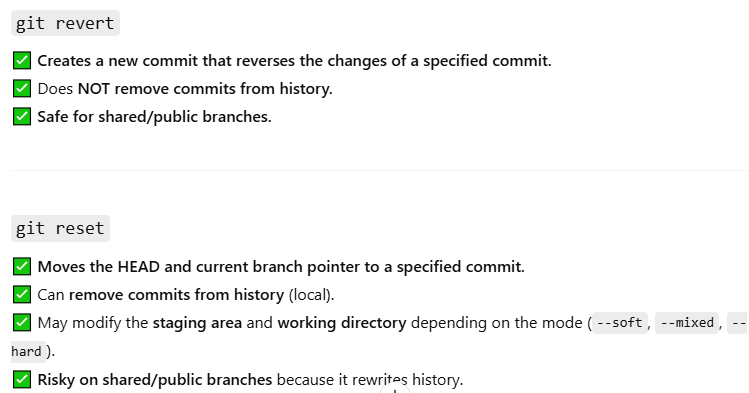 git revert
✅ Creates a new commit that reverses the changes of a specified commit.
✅ Does NOT remove commits from history.
✅ Safe for shared/public branches.
git reset
✅ Moves the HEAD and current branch pointer to a specified commit.
✅ Can remove commits from history (local).
✅ May modify the staging area and working directory depending on the mode (--soft, --mixed, --
hard).
✅ Risky on shared/public branches because it rewrites history.